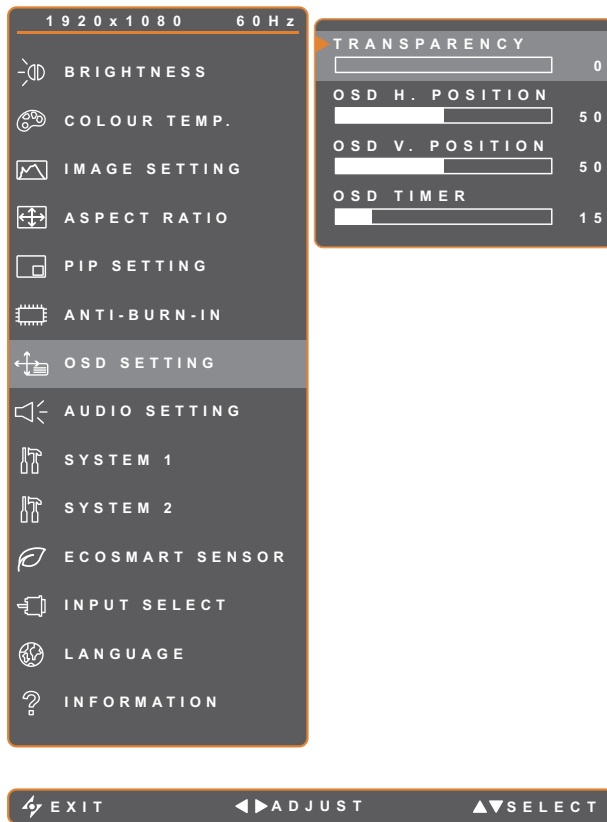 1920x1080 60Hz
BRIGHTNESS
COLOUR TEMP.
IMAGE SETTING
ASPECT RATIO
PIP SETTING
ANTI-BURN-IN
OSD SETTING
AUDIO SETTING
SYSTEM 1
SYSTEM 2
ECOSMART SENSOR
INPUT SELECT
LANGUAGE
INFORMATION
TRANSPARENCY
0
OSD H. POSITION
50
OSD V. POSITION
50
OSD TIMER
15
EXIT ADJUST SELECT